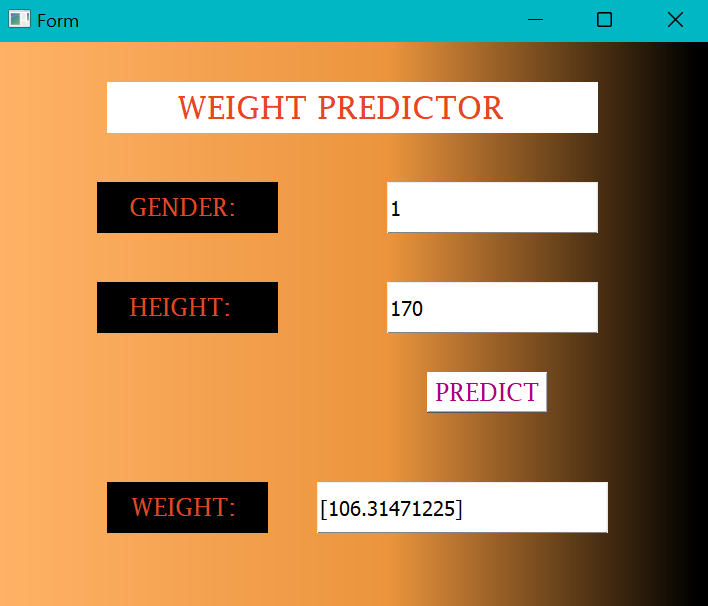 Form
WEIGHT PREDICTOR
GENDER: 1
HEIGHT: 170
PREDICT
WEIGHT: [106.31471225]